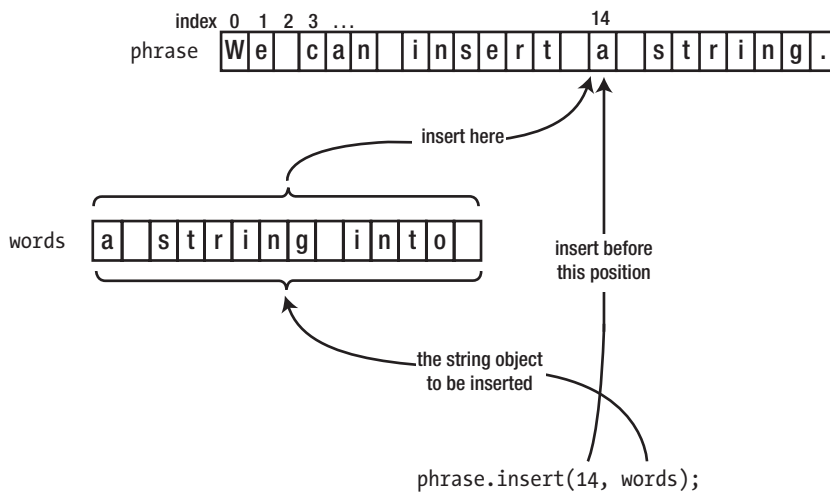 index 0 1 2 3 ... 14
phrase We can insert a string.
insert here
words a string into
insert before
this position
the string object
to be inserted
phrase.insert(14, words);